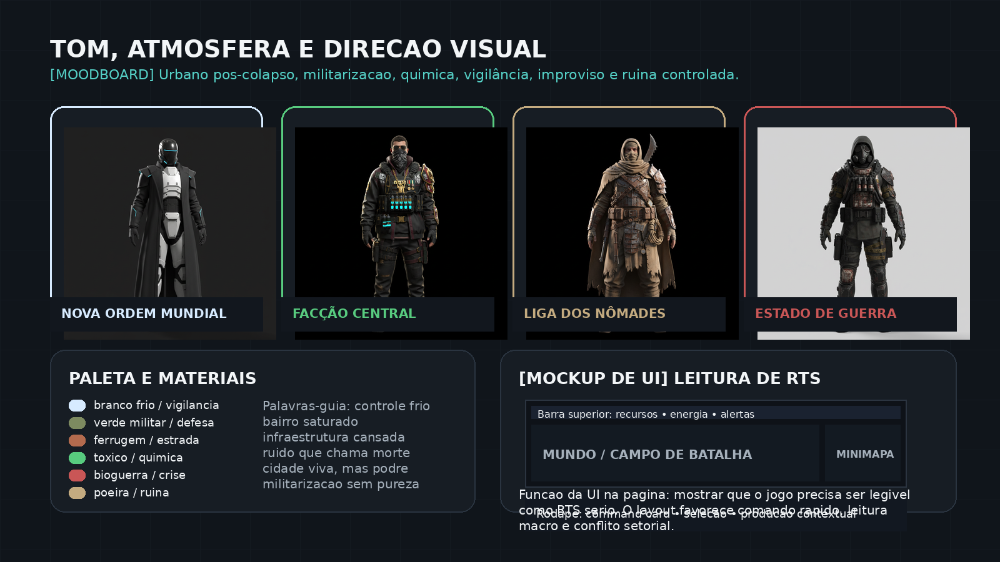 TOM, ATMOSFERA E DIRECAO VISUAL
[MOODBOARD] Urbano pos-colapso, militarizacao, quimica, vigilância, improviso e ruina controlada.
NOVA ORDEM MUNDIAL
FACÇÃO CENTRAL
LIGA DOS NÔMADES
ESTADO DE GUERRA
PALETA E MATERIAIS
branco frio / vigilancia
verde militar / defesa
ferrugem / estrada
toxico / quimica
bioguerra / crise
poeira / ruina
Palavras-guia: controle frio
bairro saturado
infraestrutura cansada
ruido que chama morte
cidade viva, mas podre
militarizacao sem pureza
[MOCKUP DE UI] LEITURA DE RTS
Barra superior: recursos • energia • alertas
MUNDO / CAMPO DE BATALHA
MINIMAPA
Funcao da UI na pagina: mostrar que o jogo precisa ser legivel
como RTS serio. O layout favorece comando rapido, leitura
Rodape: command card • selecao • producao contextual
macro e conflito setorial.